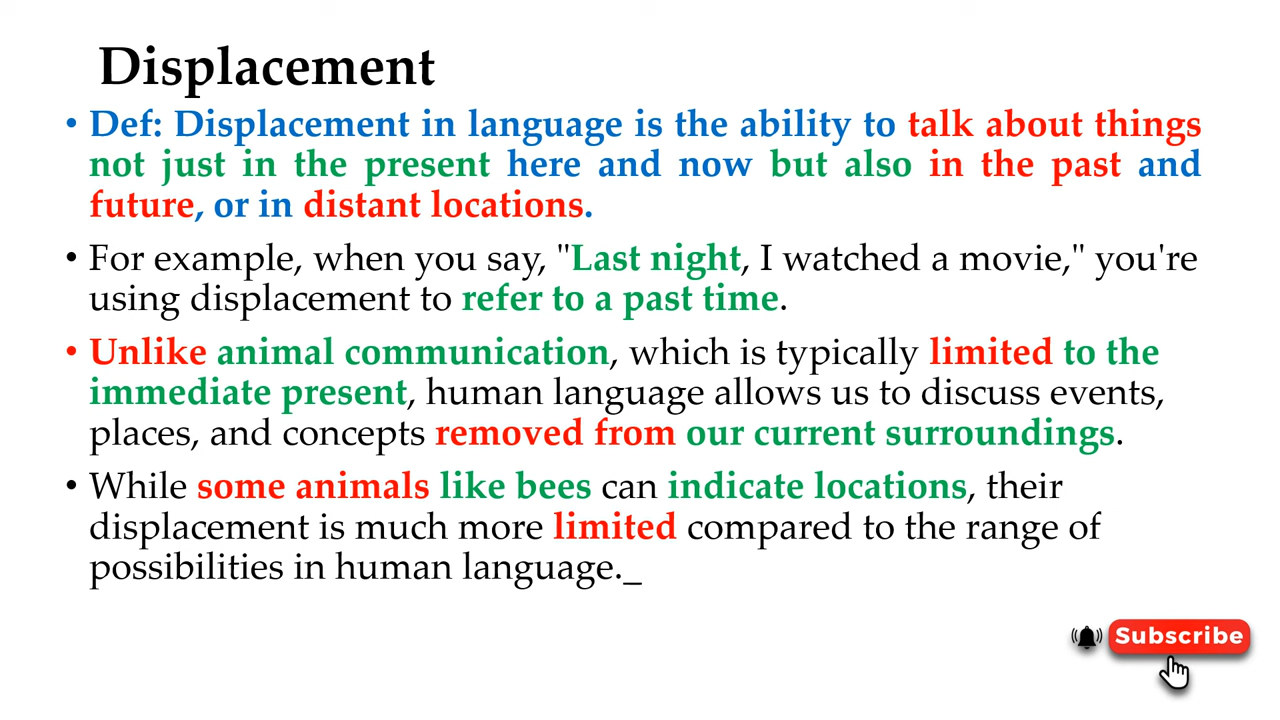 Displacement
• Def: Displacement in language is the ability to talk about things
not just in the present here and now but also in the past and
future, or in distant locations.
• For example, when you say, "Last night, I watched a movie," you're
using displacement to refer to a past time.
• Unlike animal communication, which is typically limited to the
immediate present, human language allows us to discuss events,
places, and concepts removed from our current surroundings.
• While some animals like bees can indicate locations, their
displacement is much more limited compared to the range of
possibilities in human language._
Subscribe